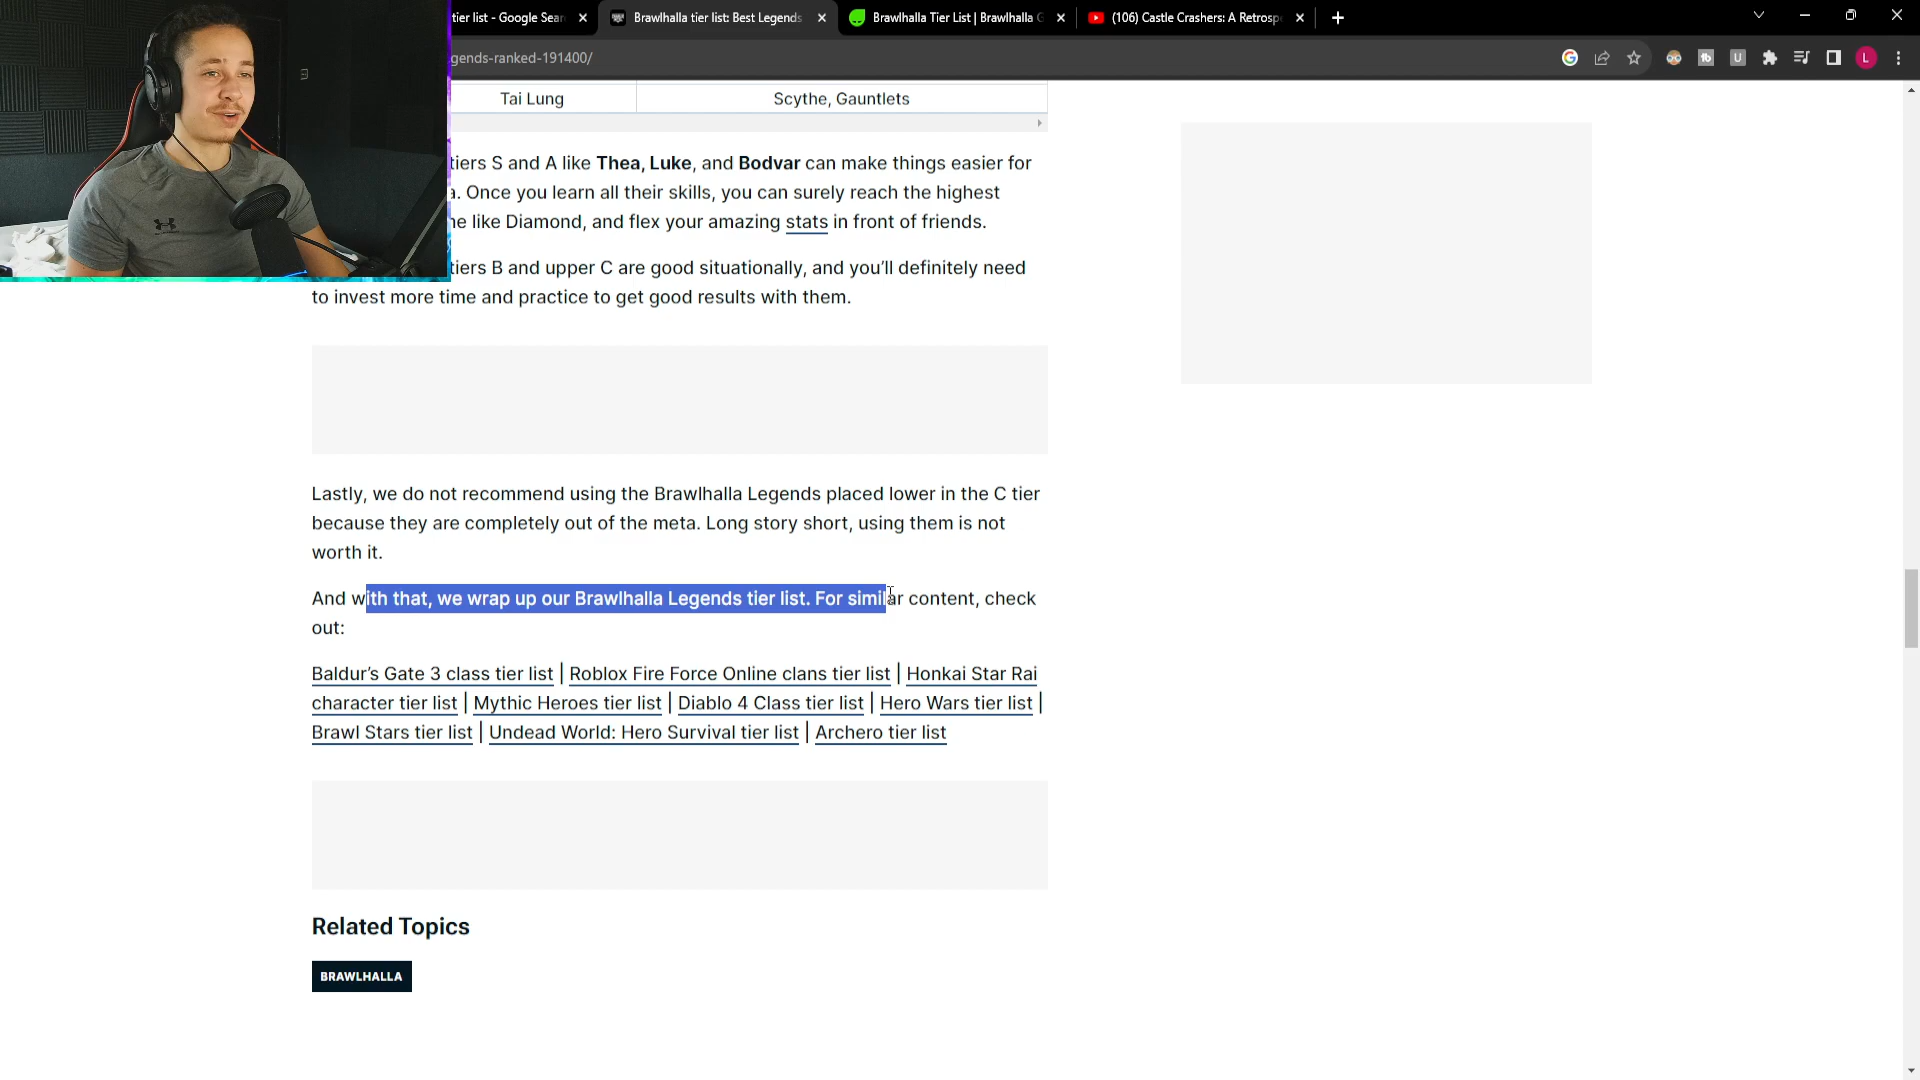 tier list - Google Sear
Brawlhalla tier list: Best Legends
Brawlhalla Tier List | Brawlhalla G
(106) Castle Crashers: A Retrosp
gends-ranked-191400/
Tai Lung Scythe, Gauntlets
tiers S and A like Thea, Luke, and Bodvar can make things easier for
a. Once you learn all their skills, you can surely reach the highest
ne like Diamond, and flex your amazing stats in front of friends.
tiers B and upper C are good situationally, and you'll definitely need
to invest more time and practice to get good results with them.
Lastly, we do not recommend using the Brawlhalla Legends placed lower in the C tier
because they are completely out of the meta. Long story short, using them is not
worth it.
And with that, we wrap up our Brawlhalla Legends tier list. For similar content, check
out:
Baldur's Gate 3 class tier list | Roblox Fire Force Online clans tier list | Honkai Star Rai
character tier list | Mythic Heroes tier list | Diablo 4 Class tier list | Hero Wars tier list |
Brawl Stars tier list | Undead World: Hero Survival tier list | Archero tier list
Related Topics
BRAWLHALLA